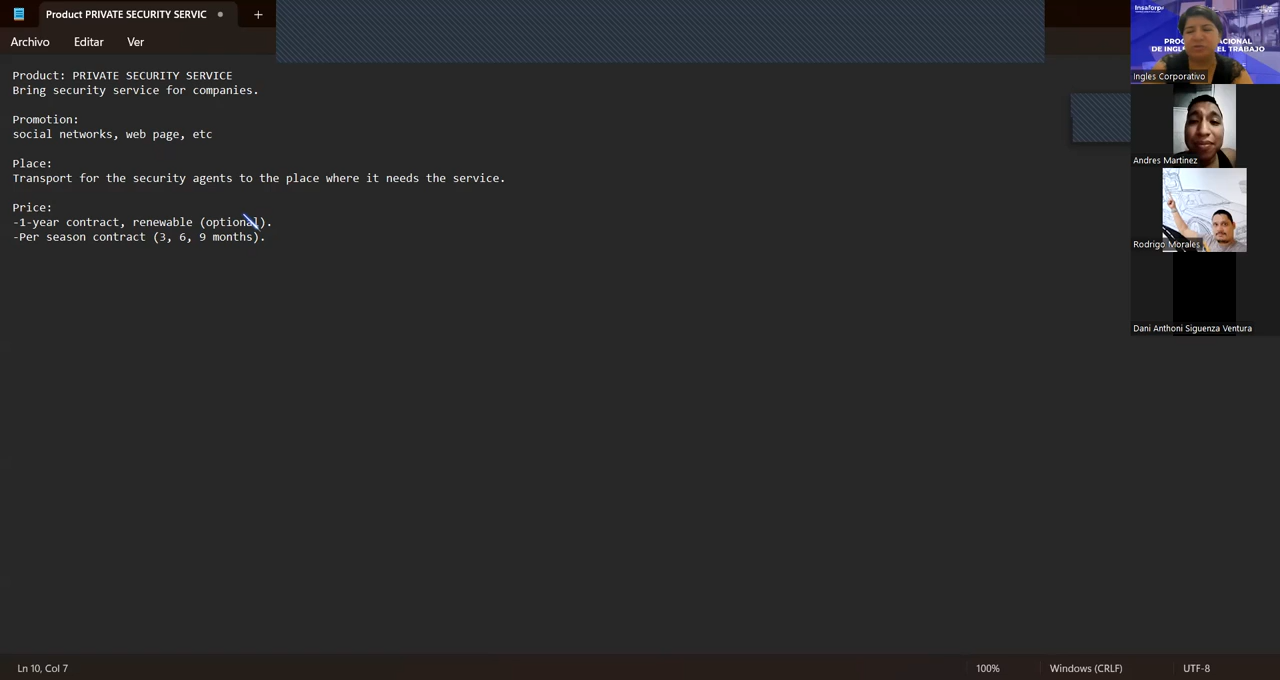 Product PRIVATE SECURITY SERVIC
Archivo
Editar
Ver
Product: PRIVATE SECURITY SERVICE
Bring security service for companies.
Promotion:
social networks, web page, etc
Place:
Transport for the security agents to the place where it needs the service.
Price:
-1-year contract, renewable (optional).
-Per season contract (3, 6, 9 months).
Ln 10, Col 7
100%
Windows (CRLF)
UTF-8
Insaforp
Ingles Corporativo
Andres Martinez
Rodrigo Morales
Dani Anthoni Siguenza Ventura